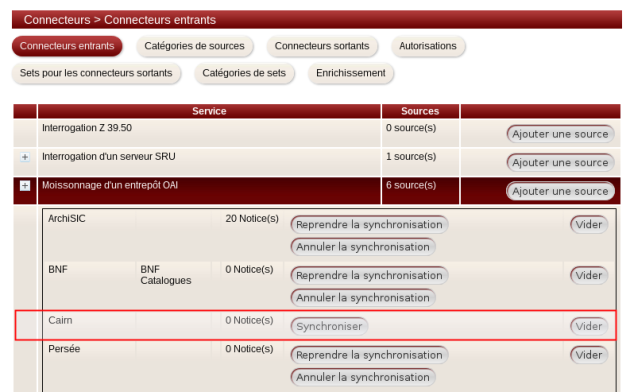 Connecteurs > Connecteurs entrants
Connecteurs entrants Catégories de sources Connecteurs sortants Autorisations
Sets pour les connecteurs sortants Catégories de sets Enrichissement
Service Sources
Interrogation Z 39.50 0 source(s) Ajouter une source
+ Interrogation d'un serveur SRU 1 source(s) Ajouter une source
+ Moissonnage d'un entrepôt OAI 6 source(s) Ajouter une source
ArchiSIC 20 Notice(s) Reprendre la synchronisation Vider
Annuler la synchronisation
BNF BNF 0 Notice(s) Reprendre la synchronisation Vider
Catalogues
Annuler la synchronisation
Cairn 0 Notice(s) Synchroniser Vider
Persée 0 Notice(s) Reprendre la synchronisation Vider
Annuler la synchronisation